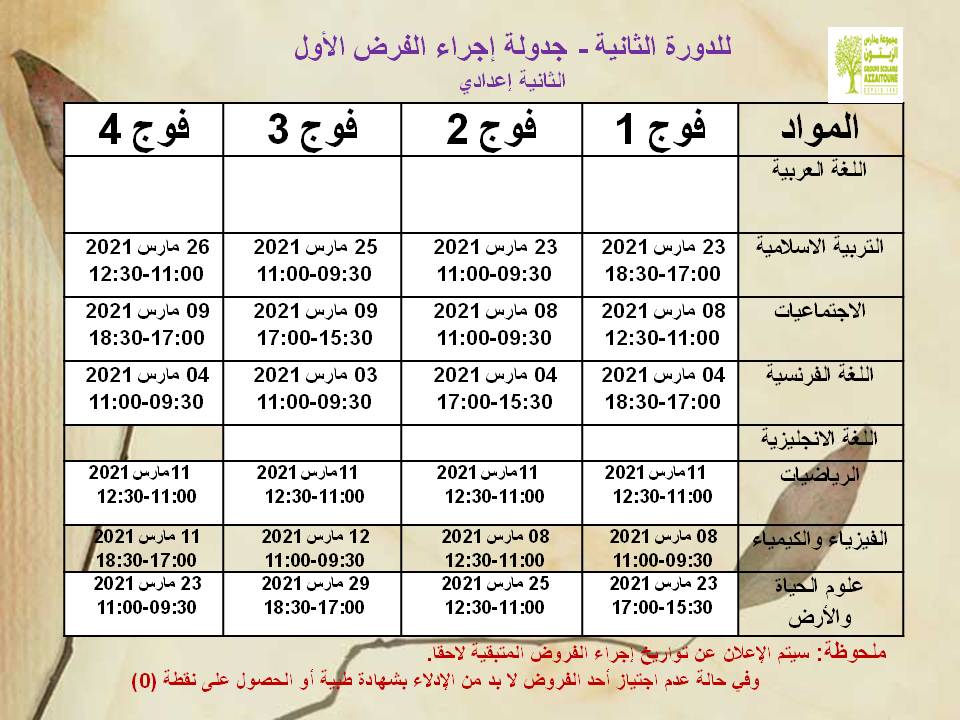 للدورة الثانية - جدولة إجراء الفرض الأول
الثانية إعدادي
مجموعة مدارس
الزيتون
GROUPE SCOLAIRE
AZZAITOUNE
المواد فوج 1 فوج 2 فوج 3 فوج 4
اللغة العربية
التربية الاسلامية 23 مارس 2021 23 مارس 2021 25 مارس 2021 26 مارس 2021
18:30-17:00 11:00-09:30 11:00-09:30 12:30-11:00
الاجتماعيات 08 مارس 2021 08 مارس 2021 09 مارس 2021 09 مارس 2021
12:30-11:00 11:00-09:30 17:00-15:30 18:30-17:00
اللغة الفرنسية 04 مارس 2021 04 مارس 2021 03 مارس 2021 04 مارس 2021
18:30-17:00 17:00-15:30 11:00-09:30 11:00-09:30
اللغة الانجليزية
الرياضيات 11مارس 2021 11مارس 2021 11مارس 2021 11مارس 2021
12:30-11:00 12:30-11:00 12:30-11:00 12:30-11:00
الفيزياء والكيمياء 08 مارس 2021 08 مارس 2021 12 مارس 2021 11 مارس 2021
11:00-09:30 12:30-11:00 11:00-09:30 18:30-17:00
علوم الحياة 23 مارس 2021 25 مارس 2021 29 مارس 2021 23 مارس 2021
والأرض 17:00-15:30 12:30-11:00 18:30-17:00 11:00-09:30
ملحوظة: سيتم الإعلان عن تواريخ إجراء الفروض المتبقية لاحقا.
وفي حالة عدم اجتياز أحد الفروض لا بد من الإدلاء بشهادة طبية أو الحصول على نقطة (0)